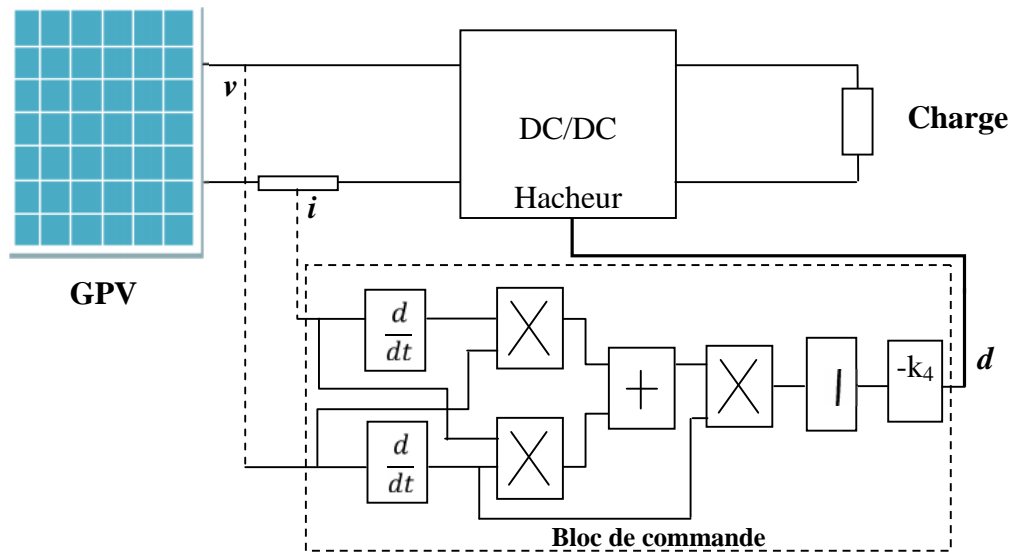 v
DC/DC
Charge
Hacheur
i
GPV
d
dt
-k₄
d
+
d
dt
Bloc de commande